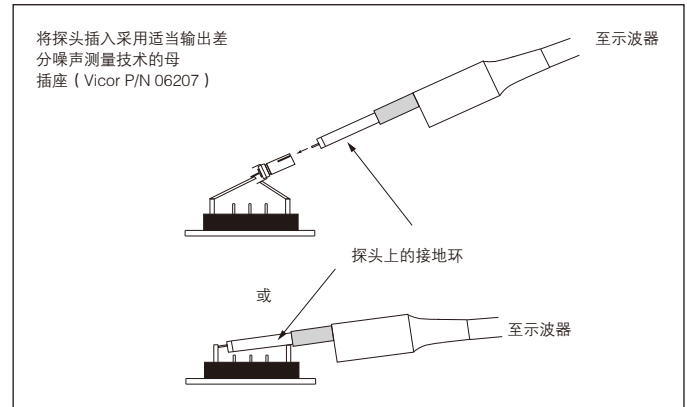 将探头插入采用适当输出差
分噪声测量技术的母
插座（Vicor P/N 06207）
至示波器
探头上的接地环
或
至示波器